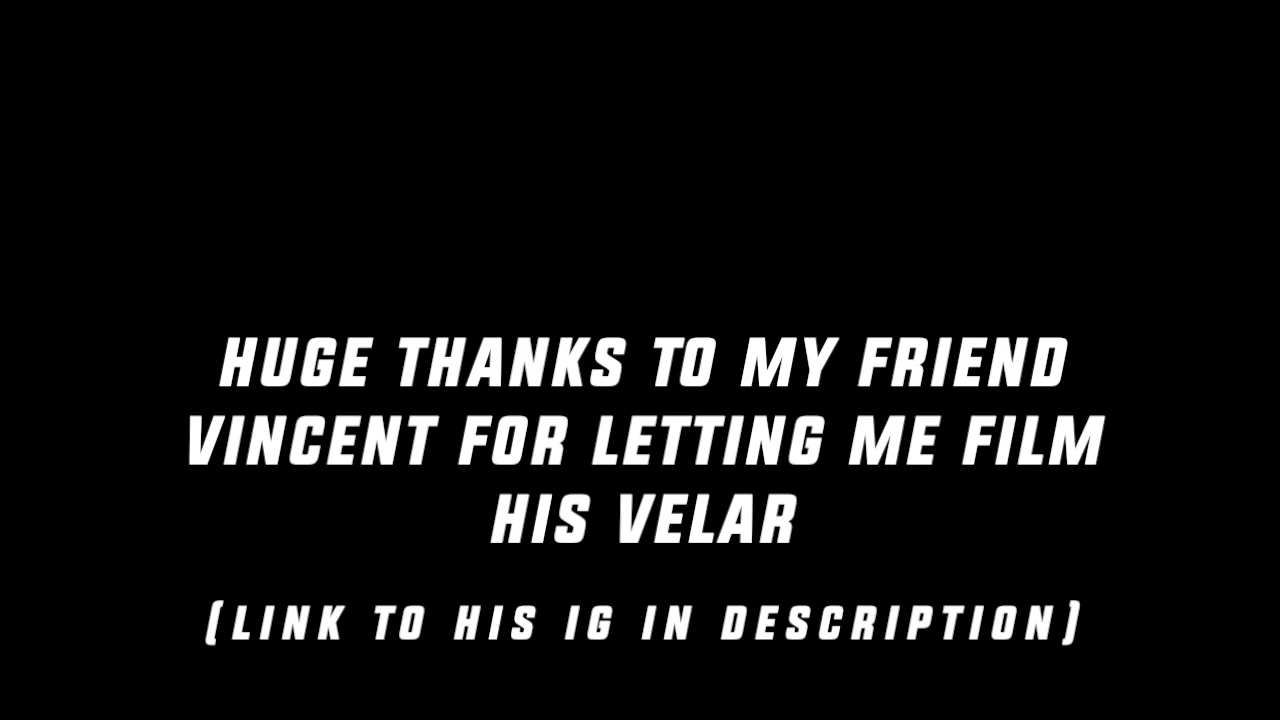 HUGE THANKS TO MY FRIEND
VINCENT FOR LETTING ME FILM
HIS VELAR
(LINK TO HIS IG IN DESCRIPTION)